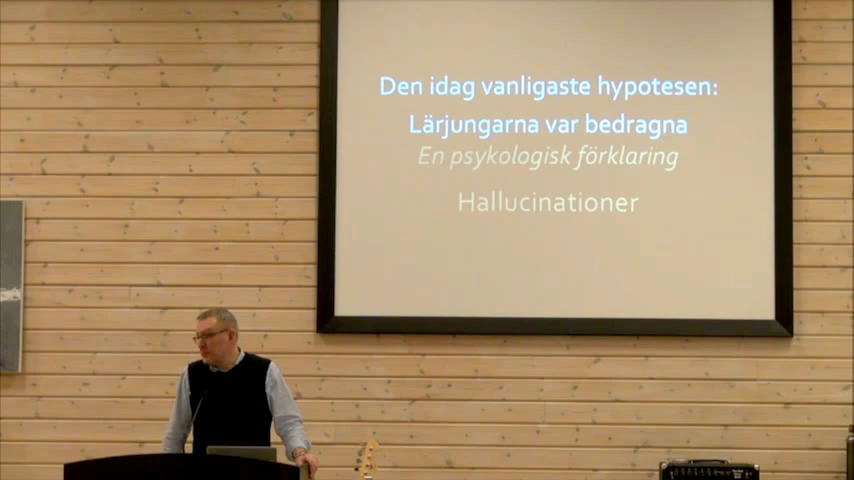 Den idag vanligaste hypotesen:
Lärjungarna var bedragna
En psykologisk förklaring
Hallucinationer